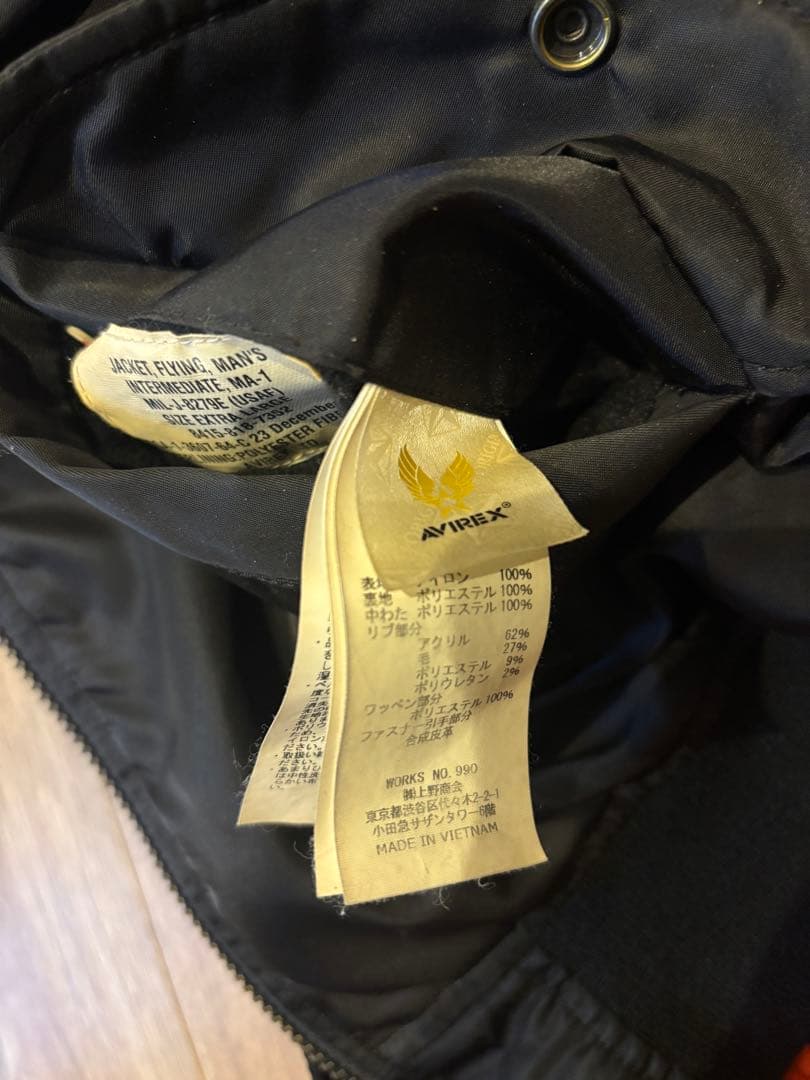 JACKET, FLYING, MAN'S
INTERMEDIATE, MA-1
MIL-J-8279E (USAF)
SIZE EXTRA LARGE
8415-818-7352
23 December
LINING:POLYESTER
AVIREX®
ナイロン 100%
裏地 ポリエステル 100%
中わた ポリエステル 100%
リブ部分
アクリル 62%
毛 27%
ポリエステル 9%
ポリウレタン 2%
ワッペン部分
ポリエステル 100%
ファスナー引手部分
合成皮革
WORKS NO. 990
㈱上野商会
東京都渋谷区代々木2-2-1
小田急サザンタワー6階
MADE IN VIETNAM